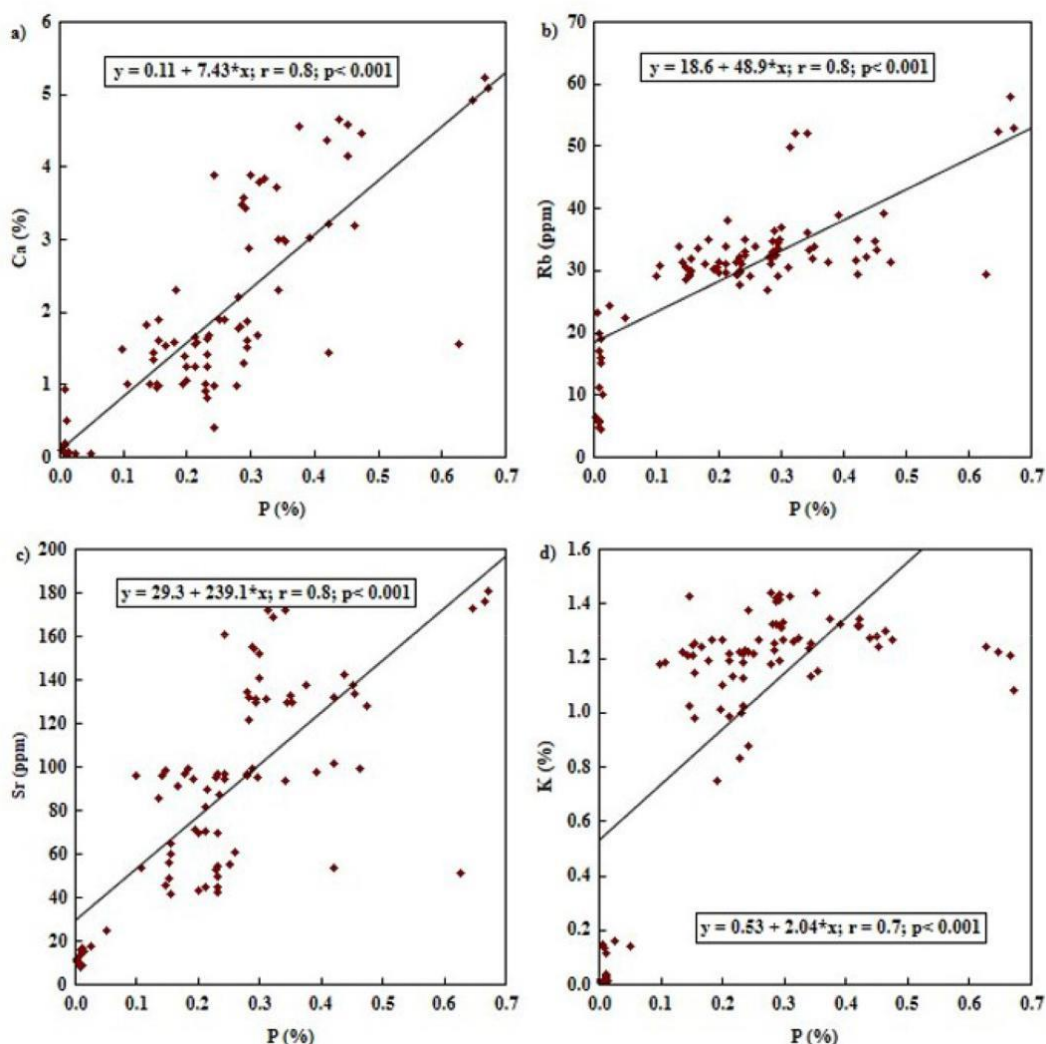 a)
y = 0.11 + 7.43*x; r = 0.8; p< 0.001
Ca (%)
6
5
4
3
2
1
0
0.0 0.1 0.2 0.3 0.4 0.5 0.6 0.7
P (%)
b)
y = 18.6 + 48.9*x; r = 0.8; p< 0.001
Rb (ppm)
70
60
50
40
30
20
10
0
0.0 0.1 0.2 0.3 0.4 0.5 0.6 0.7
P (%)
c)
y = 29.3 + 239.1*x; r = 0.8; p< 0.001
Sr (ppm)
200
180
160
140
120
100
80
60
40
20
0
0.0 0.1 0.2 0.3 0.4 0.5 0.6 0.7
P (%)
d)
y = 0.53 + 2.04*x; r = 0.7; p< 0.001
K (%)
1.6
1.4
1.2
1.0
0.8
0.6
0.4
0.2
0.0
0.0 0.1 0.2 0.3 0.4 0.5 0.6 0.7
P (%)